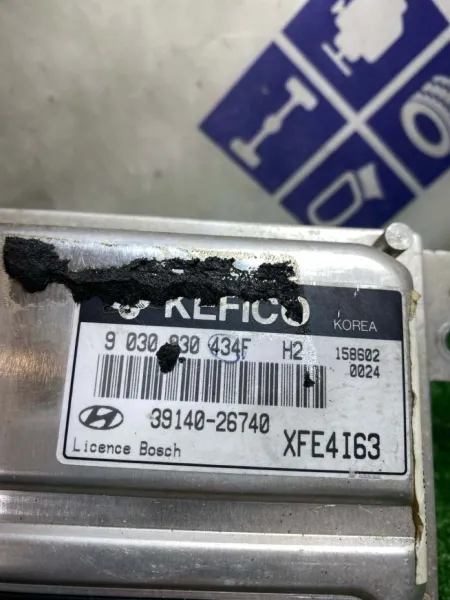 KEFICO KOREA
9 030 930 434F H2 158602
0024
39140-26740 XFE4I63
Licence Bosch